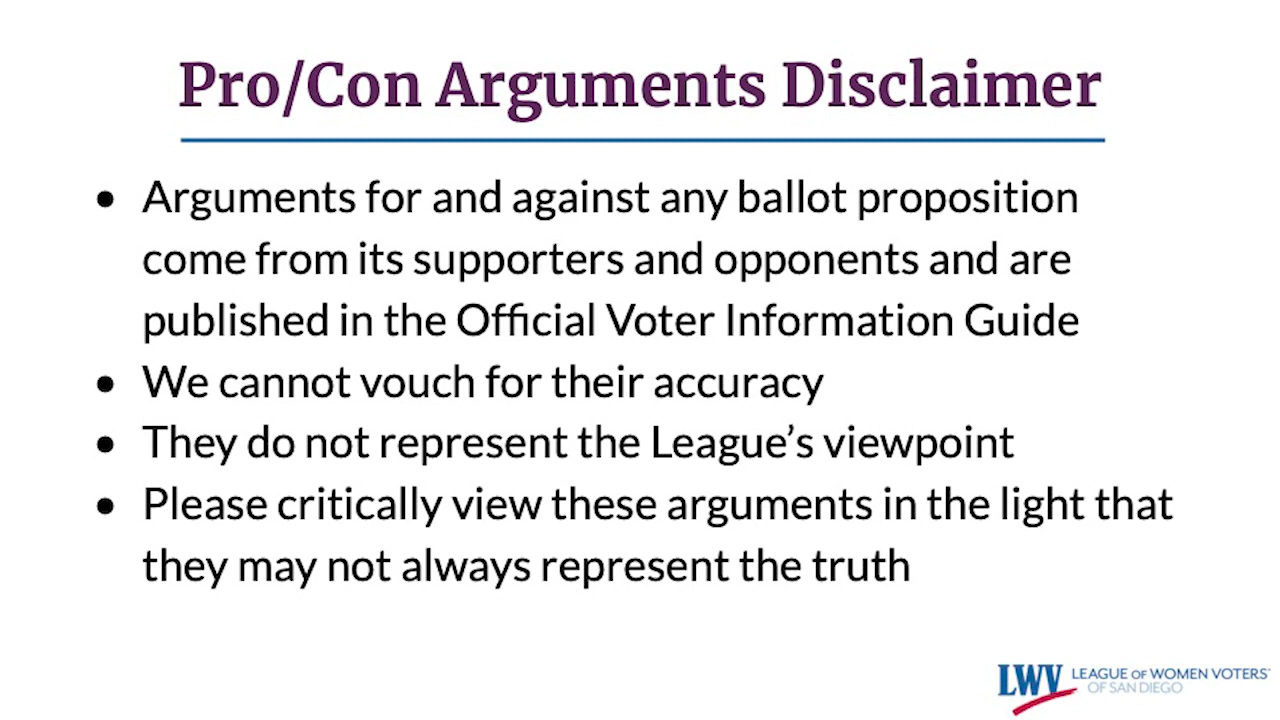 Pro/Con Arguments Disclaimer
• Arguments for and against any ballot proposition
come from its supporters and opponents and are
published in the Official Voter Information Guide
• We cannot vouch for their accuracy
• They do not represent the League’s viewpoint
• Please critically view these arguments in the light that
they may not always represent the truth
LWV LEAGUE OF WOMEN VOTERS®
OF SAN DIEGO